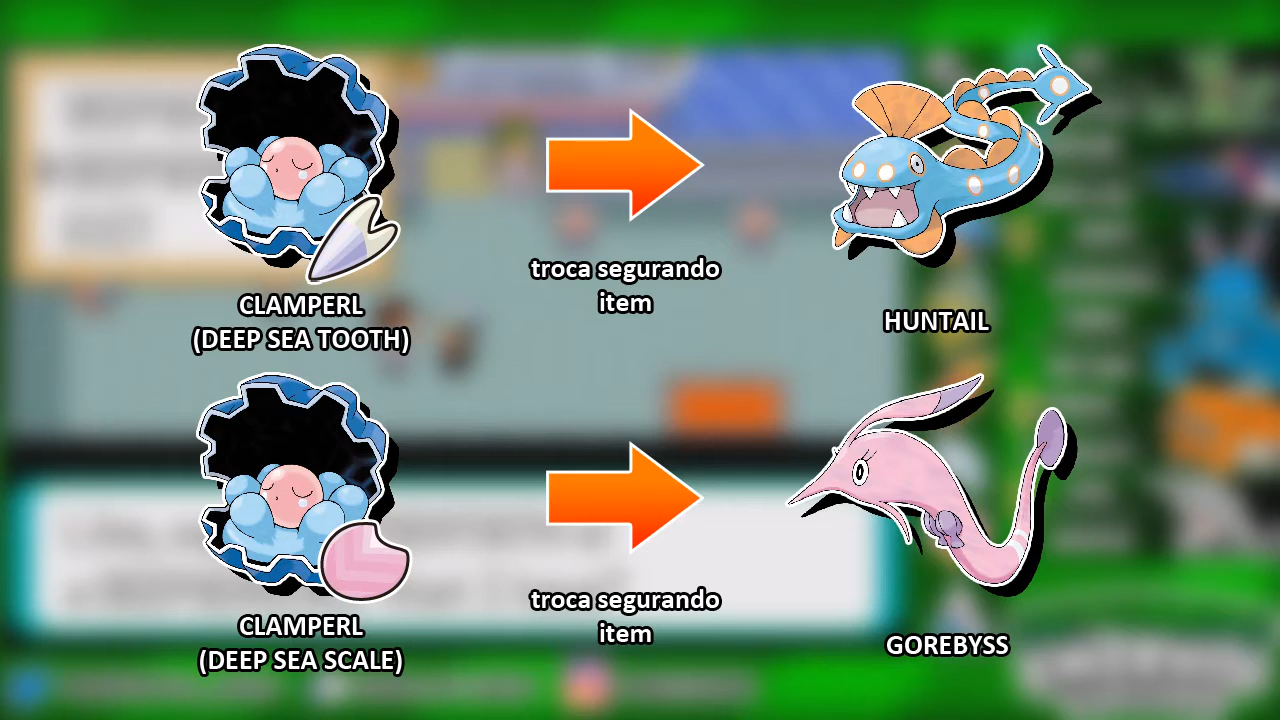 CLAMPERL
(DEEP SEA TOOTH)
troca segurando
item
HUNTAIL
CLAMPERL
(DEEP SEA SCALE)
troca segurando
item
GOREBYSS